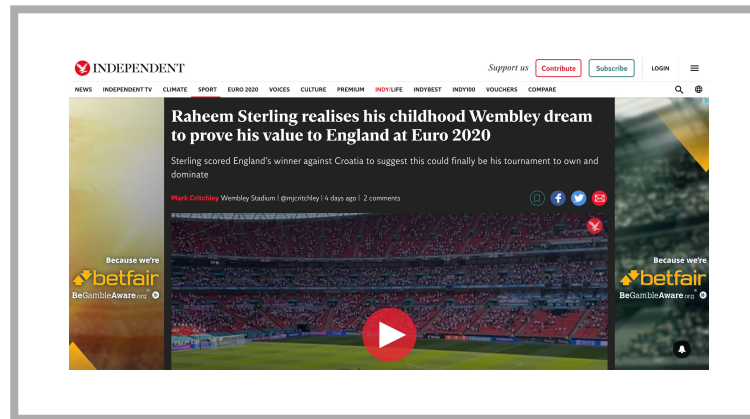 INDEPENDENT
Support us Contribute Subscribe LOGIN
NEWS INDEPENDENT TV CLIMATE SPORT EURO 2020 VOICES CULTURE PREMIUM INDY/LIFE INDYBEST INDY100 VOUCHERS COMPARE
Raheem Sterling realises his childhood Wembley dream
to prove his value to England at Euro 2020
Sterling scored England's winner against Croatia to suggest this could finally be his tournament to own and
dominate
Mark Critchley Wembley Stadium | @mjcritchley | 4 days ago | 2 comments
Because we're
betfair
BeGambleAware.org
Because we're
betfair
BeGambleAware.org